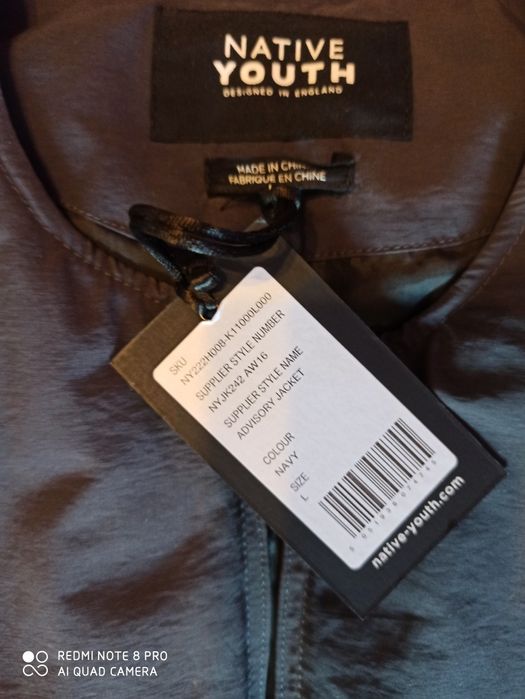 NATIVE
YOUTH
DESIGNED IN ENGLAND
MADE IN CHINA
FABRIQUE EN CHINE
SKU
NY222H008-K11000L000
SUPPLIER STYLE NUMBER
NYJK242 AW16
SUPPLIER STYLE NAME
ADVISORY JACKET
COLOUR
NAVY
SIZE
L
native-youth.com
REDMI NOTE 8 PRO
AI QUAD CAMERA